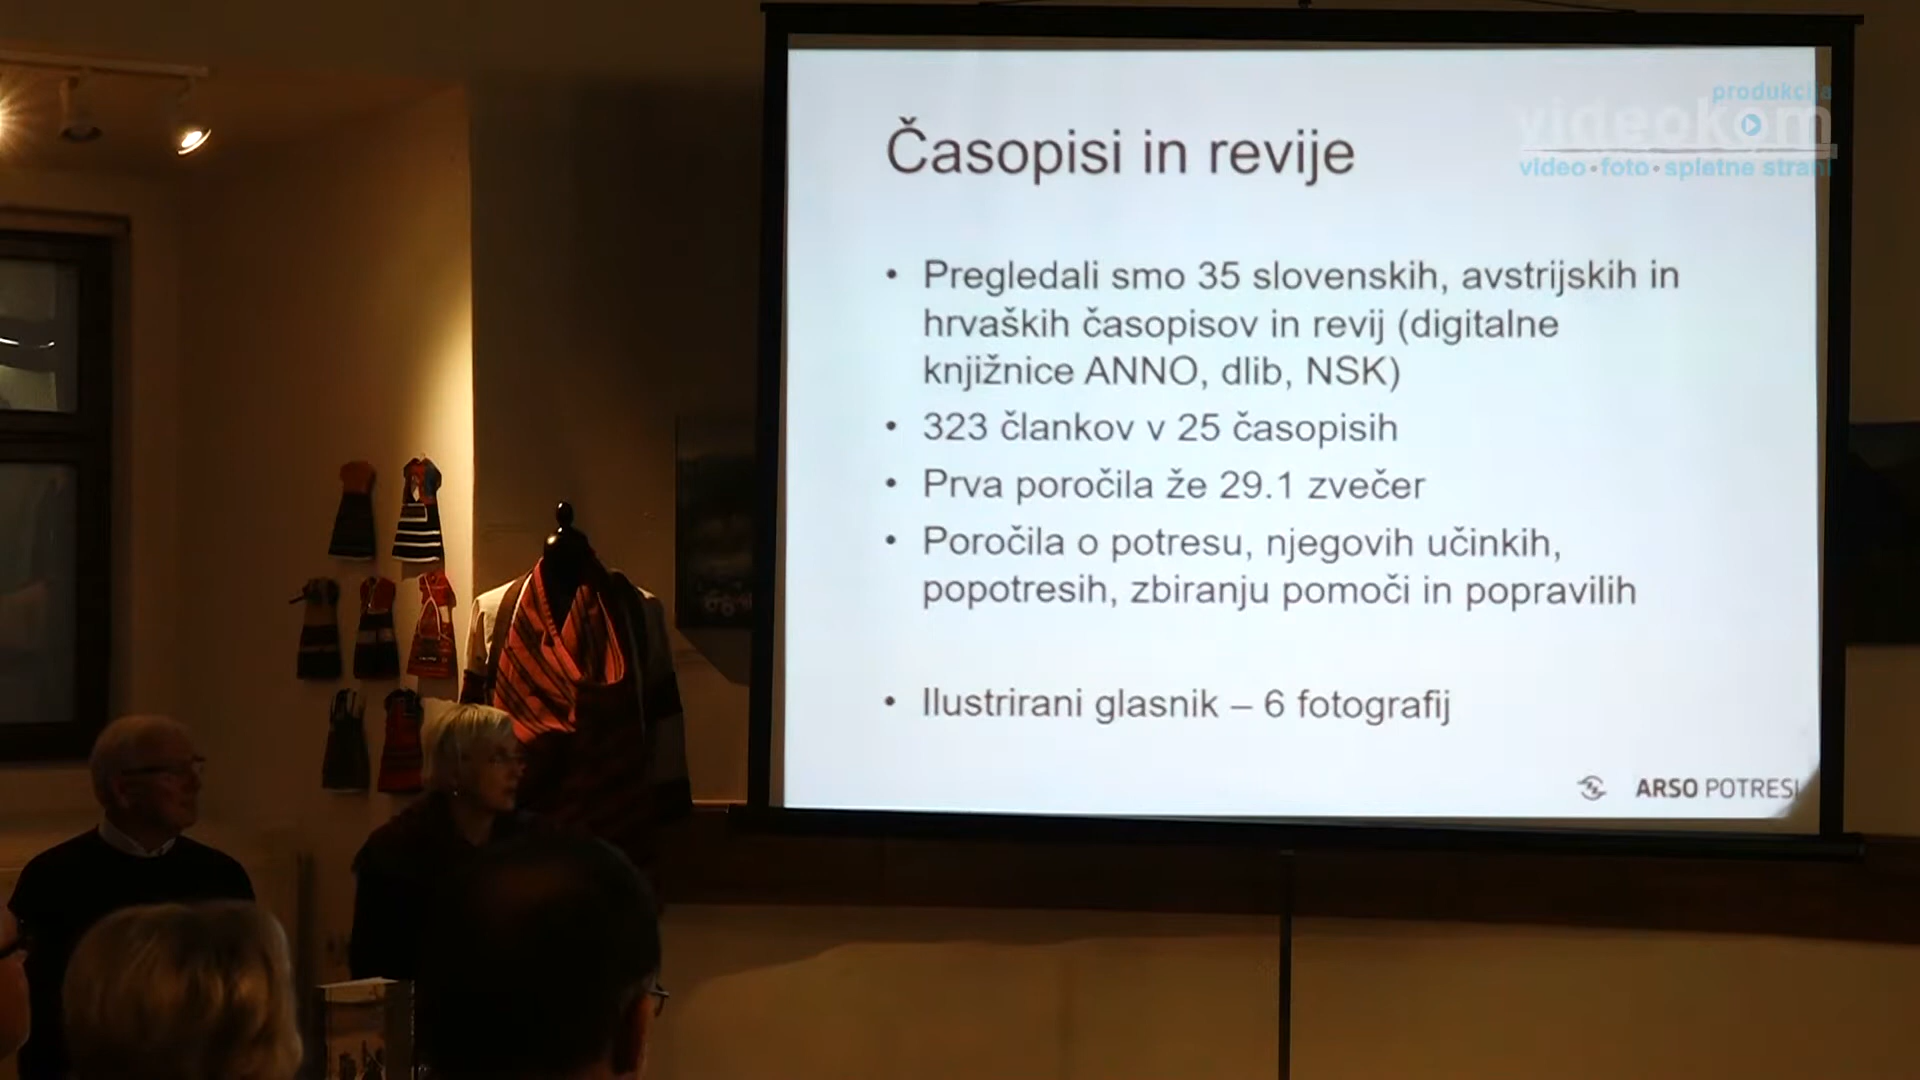 produkcija
videokom
video•foto•spletne strani
Časopisi in revije
• Pregledali smo 35 slovenskih, avstrijskih in
hrvaških časopisov in revij (digitalne
knjižnice ANNO, dlib, NSK)
• 323 člankov v 25 časopisih
• Prva poročila že 29.1 zvečer
• Poročila o potresu, njegovih učinkih,
popotresih, zbiranju pomoči in popravilih
• Ilustrirani glasnik – 6 fotografij
ARSO POTRESI